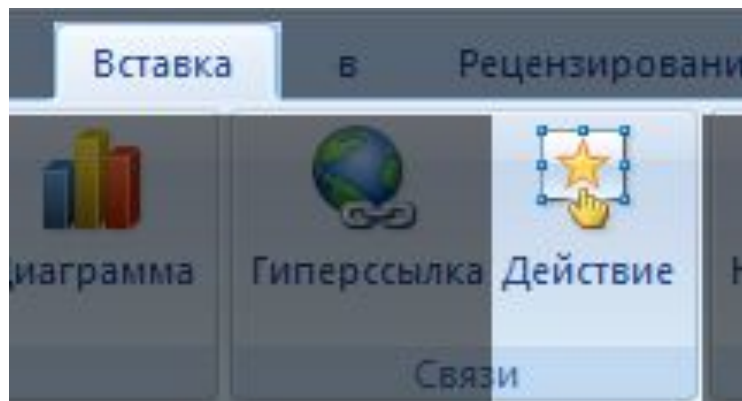 Вставка в Рецензировани
иаграмма Гиперссылка Действие
Связи